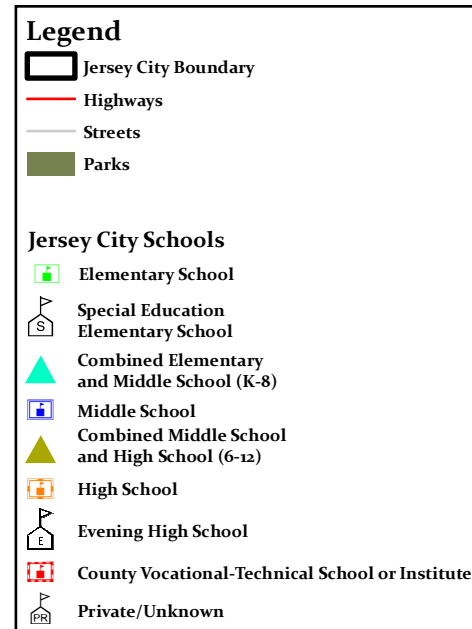 Legend
Jersey City Boundary
Highways
Streets
Parks
Jersey City Schools
Elementary School
S
Special Education
Elementary School
Combined Elementary
and Middle School (K-8)
Middle School
Combined Middle School
and High School (6-12)
High School
E
Evening High School
County Vocational-Technical School or Institute
PR
Private/Unknown